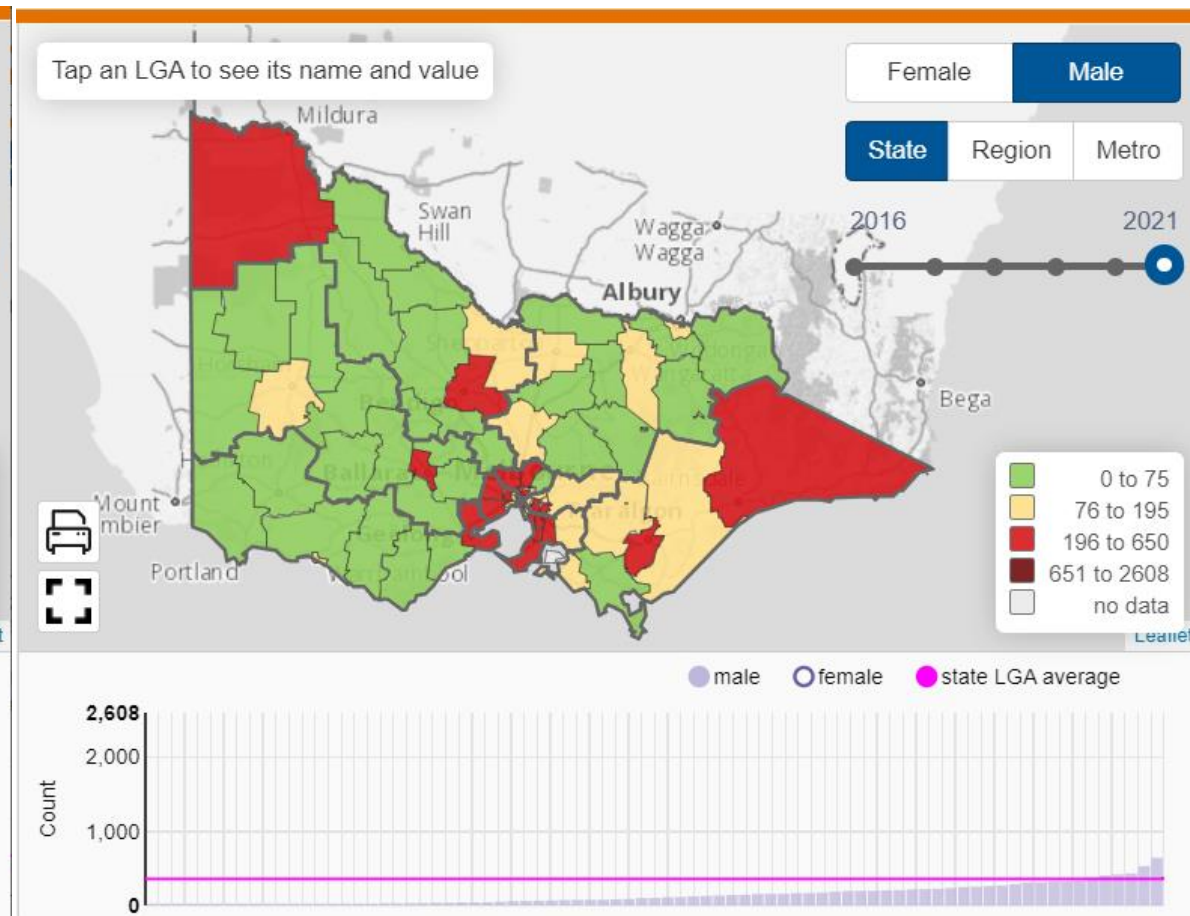 Tap an LGA to see its name and value
Female
Male
State
Region
Metro
2016
2021
Mildura
Swan
Hill
Wagga
Wagga
Albury
Bega
Mount
mbier
Portland
0 to 75
76 to 195
196 to 650
651 to 2608
no data
Leaflet
t
male
female
state LGA average
2,608
2,000
Count
1,000
0